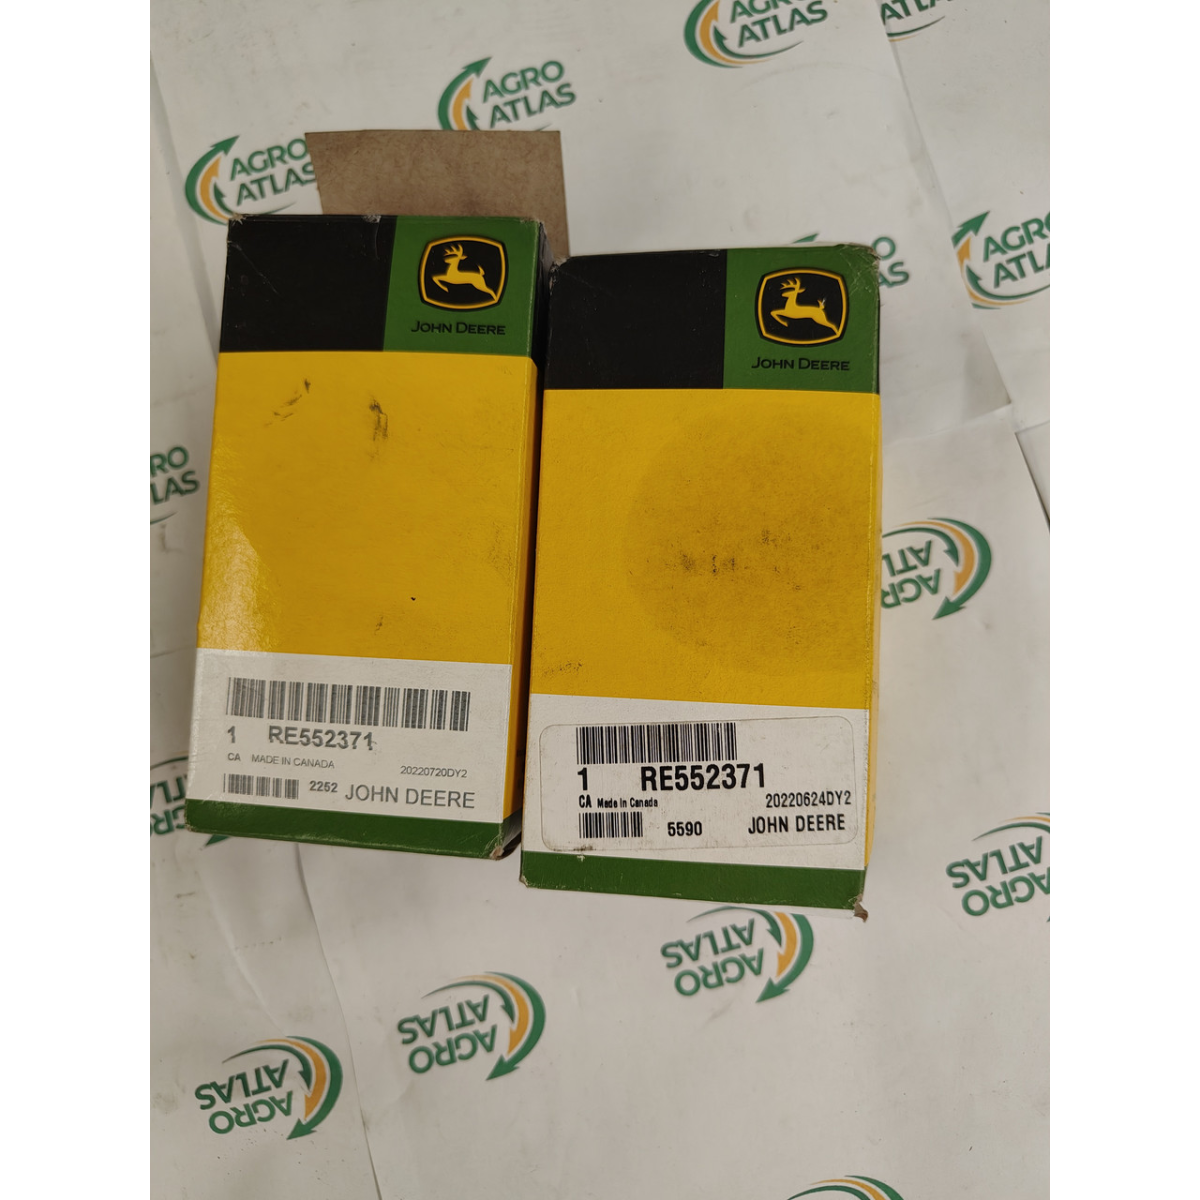 AGRO
ATLAS
AGRO
ATLAS
AGRO
ATLAS
JOHN DEERE
1 RE552371
CA MADE IN CANADA
20220720DY2
2252 JOHN DEERE
JOHN DEERE
1 RE552371
CA Made in Canada
20220624DY2
5590 JOHN DEERE
AGRO
ATLAS
AGRO
ATLAS
AGRO
ATLAS
AGRO
ATLAS
AGRO
ATLAS